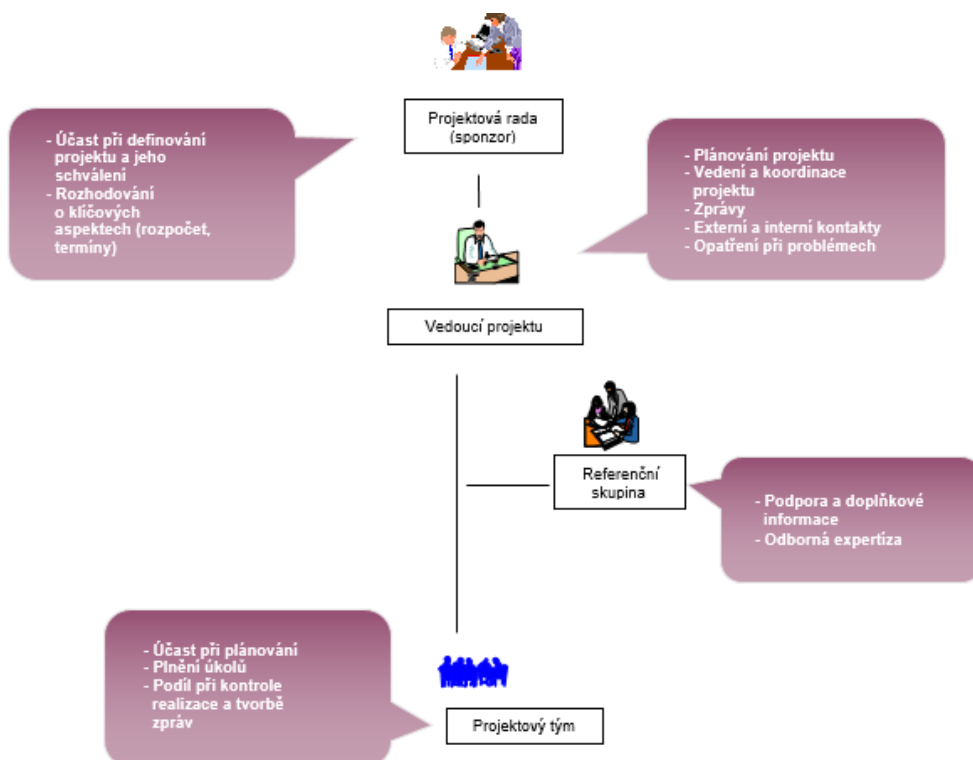 Projektová rada
(sponzor)
- Účast při definování
projektu a jeho
schválení
- Rozhodování
o klíčových
aspektech (rozpočet,
termíny)
- Plánování projektu
- Vedení a koordinace
projektu
- Zprávy
- Externí a interní kontakty
- Opatření při problémech
Vedoucí projektu
Referenční
skupina
- Podpora a doplňkové
informace
- Odborná expertíza
- Účast při plánování
- Plnění úkolů
- Podíl při kontrole
realizace a tvorbě
zpráv
Projektový tým